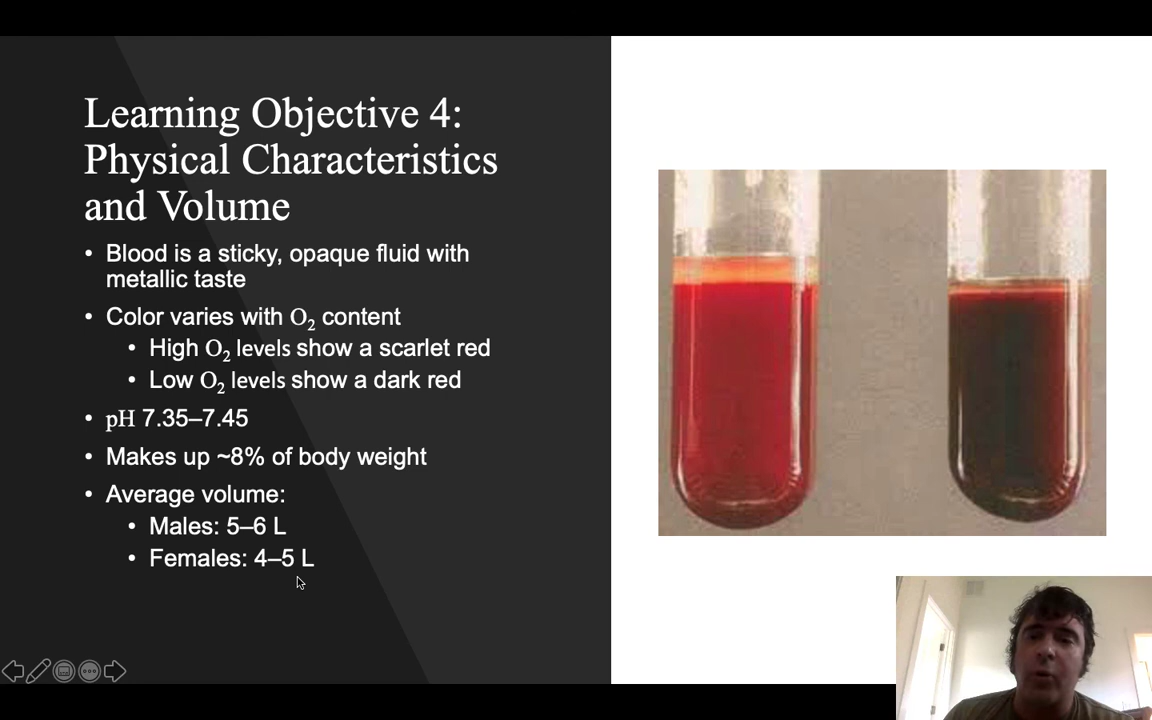 Learning Objective 4:
Physical Characteristics
and Volume
• Blood is a sticky, opaque fluid with
metallic taste
• Color varies with O₂ content
• High O₂ levels show a scarlet red
• Low O₂ levels show a dark red
• pH 7.35–7.45
• Makes up ~8% of body weight
• Average volume:
• Males: 5–6 L
• Females: 4–5 L